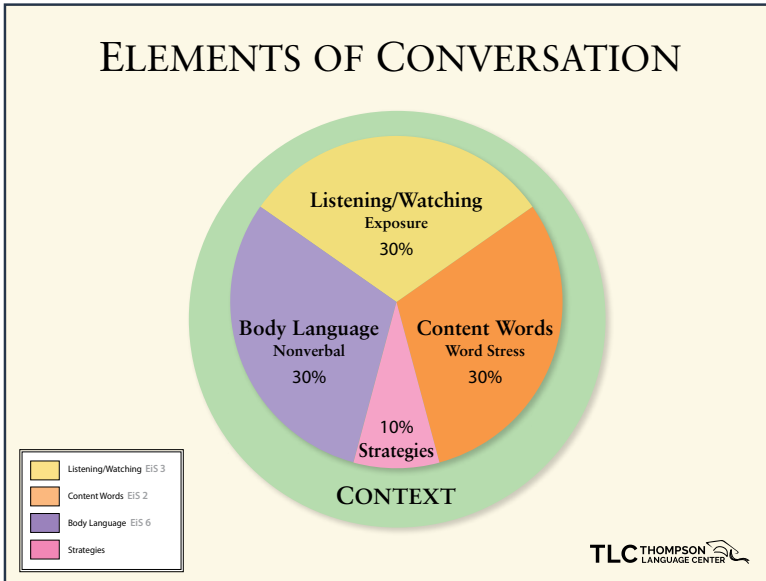 ELEMENTS OF CONVERSATION
Listening/Watching
Exposure
30%
Body Language
Nonverbal
30%
Content Words
Word Stress
30%
10%
Strategies
CONTEXT
Listening/Watching EiS 3
Content Words EiS 2
Body Language EiS 6
Strategies
TLC THOMPSON
LANGUAGE CENTER